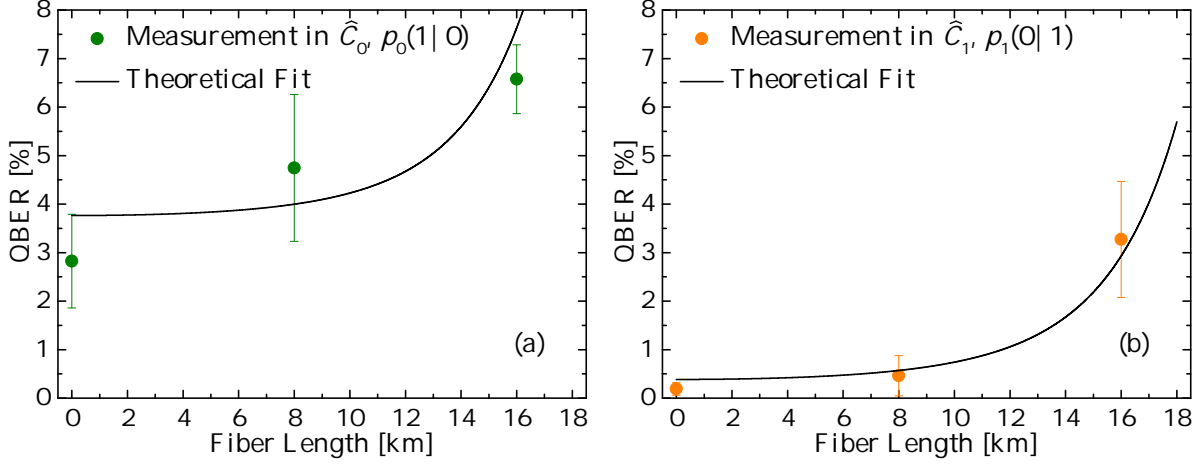 Measurement in Ĉ₀, p₀(1|0)
Theoretical Fit
QBER [%]
8
7
6
5
4
3
2
1
0
(a)
0 2 4 6 8 10 12 14 16 18
Fiber Length [km]
Measurement in Ĉ₁, p₁(0|1)
Theoretical Fit
QBER [%]
8
7
6
5
4
3
2
1
0
(b)
0 2 4 6 8 10 12 14 16 18
Fiber Length [km]